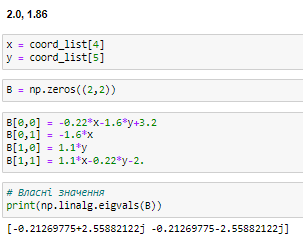 2.0, 1.86
x = coord_list[4]
y = coord_list[5]
B = np.zeros((2,2))
B[0,0] = -0.22*x-1.6*y+3.2
B[0,1] = -1.6*x
B[1,0] = 1.1*y
B[1,1] = 1.1*x-0.22*y-2.
# Власні значення
print(np.linalg.eigvals(B))
[-0.21269775+2.55882122j -0.21269775-2.55882122j]